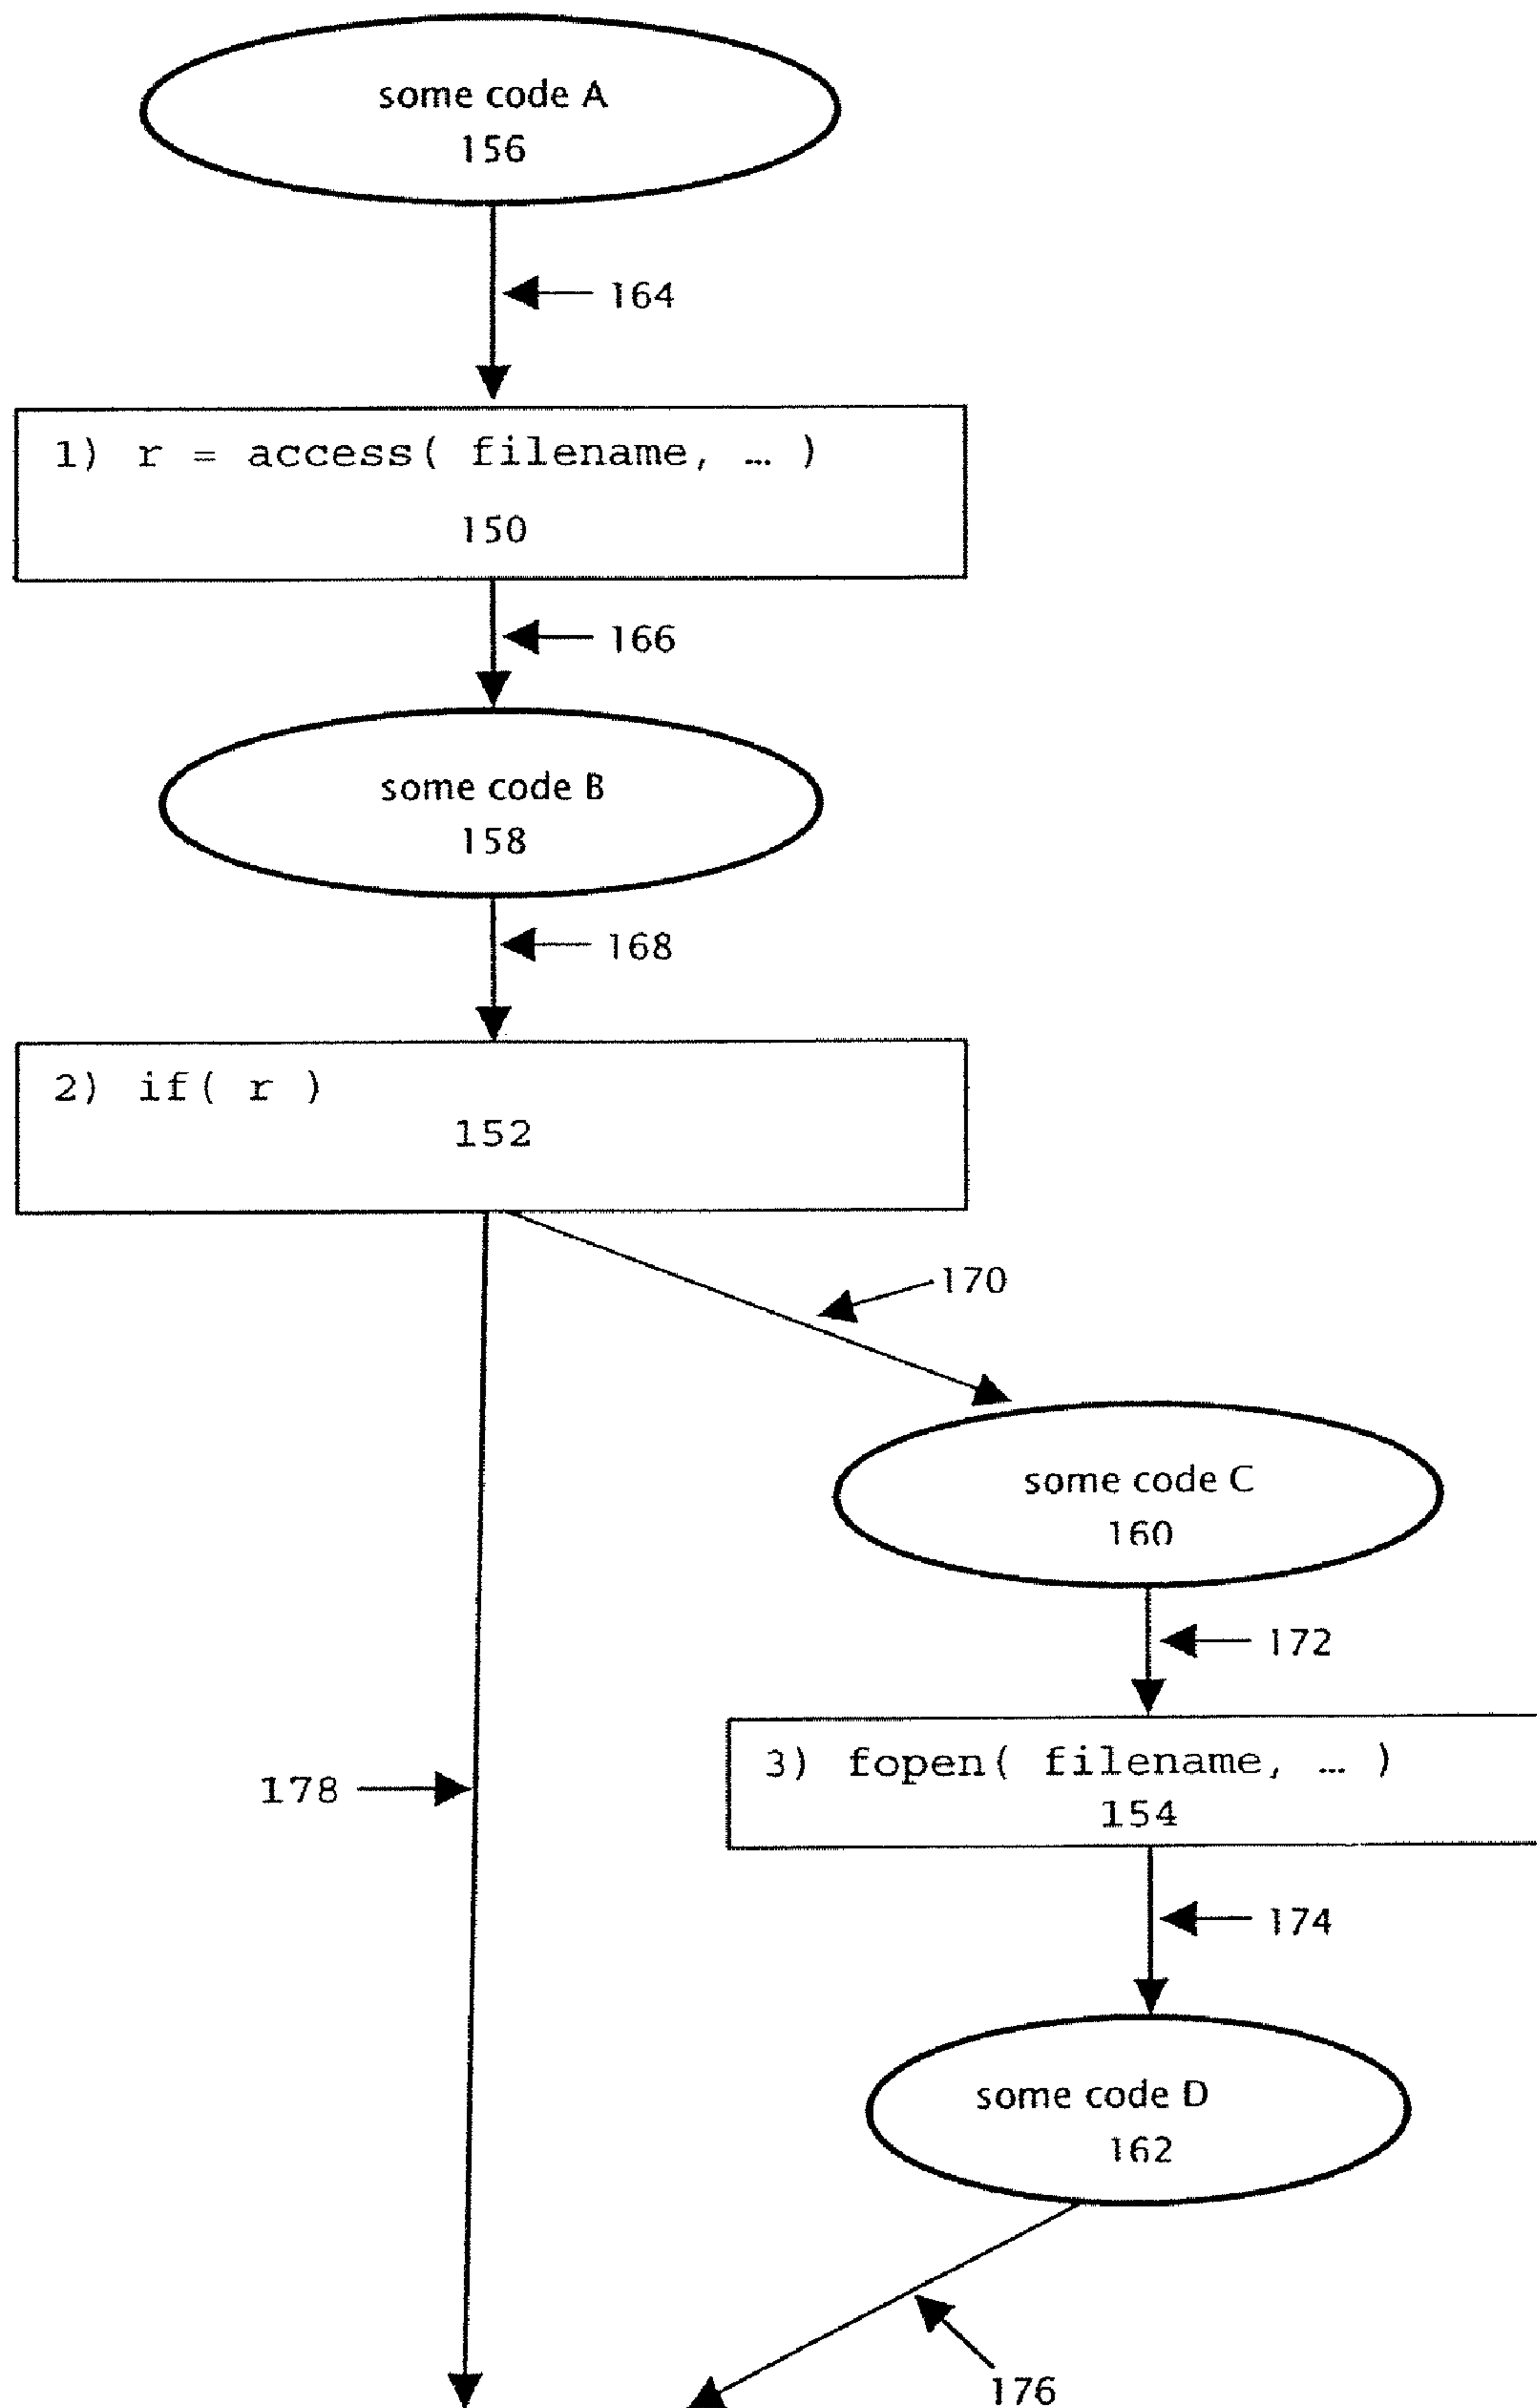 some code A
156
164
1) r = access( filename, … )
150
166
some code B
158
168
2) if( r )
152
170
some code C
160
172
3) fopen( filename, … )
154
178
174
some code D
162
176